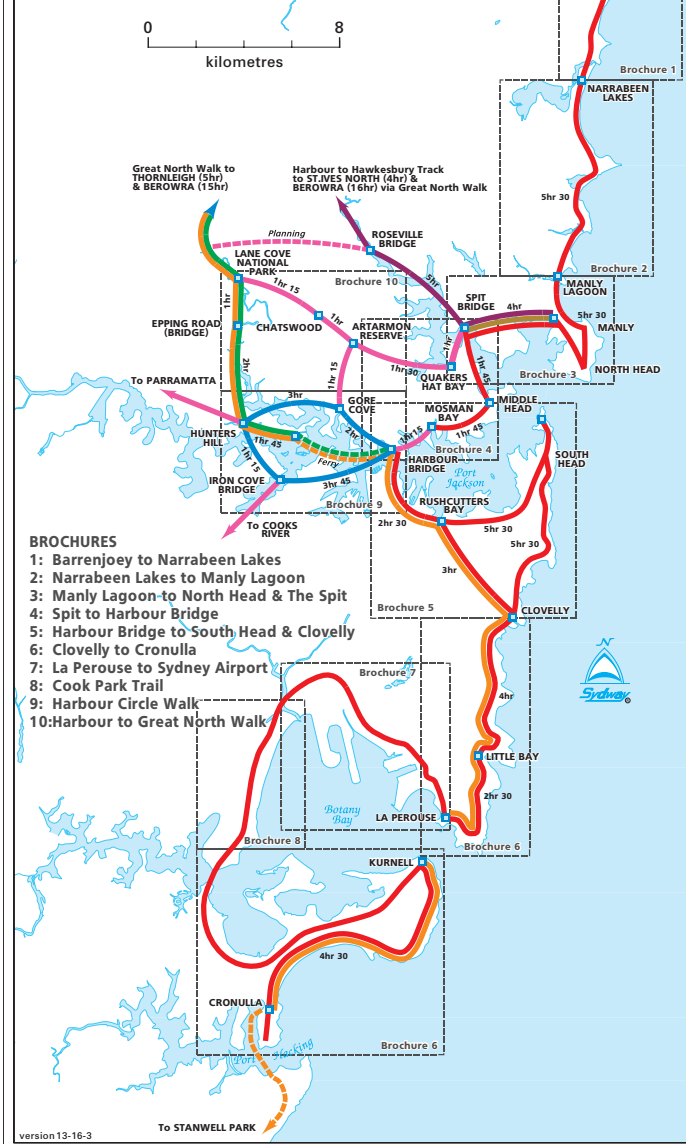 0
8
kilometres
Brochure 1
NARRABEEN
LAKES
5hr 30
Great North Walk to
THORNLEIGH (5hr)
& BEROWRA (15hr)
Harbour to Hawkesbury Track
to ST.IVES NORTH (4hr) &
BEROWRA (16hr) via Great North Walk
Planning
ROSEVILLE
BRIDGE
LANE COVE
NATIONAL
PARK
Brochure 10
Brochure 2
MANLY
LAGOON
1hr 15
5hr
SPIT
BRIDGE
4hr
5hr 30
MANLY
1hr
EPPING ROAD
(BRIDGE)
CHATSWOOD
1hr
ARTARMON
RESERVE
1hr
1hr 30
QUAKERS
HAT BAY
1hr 45
Brochure 3
NORTH HEAD
2hr
1hr 15
To PARRAMATTA
3hr
GORE
COVE
MOSMAN
BAY
MIDDLE
HEAD
HUNTERS
HILL
1hr 45
2hr
1hr15
1hr 45
Brochure 4
SOUTH
HEAD
1hr 15
Ferry
HARBOUR
BRIDGE
Port
Jackson
IRON COVE
BRIDGE
3hr 45
Brochure 9
RUSHCUTTERS
BAY
2hr 30
5hr 30
To COOKS
RIVER
5hr 30
3hr
BROCHURES
1: Barrenjoey to Narrabeen Lakes
2: Narrabeen Lakes to Manly Lagoon
3: Manly Lagoon to North Head & The Spit
4: Spit to Harbour Bridge
5: Harbour Bridge to South Head & Clovelly
6: Clovelly to Cronulla
7: La Perouse to Sydney Airport
8: Cook Park Trail
9: Harbour Circle Walk
10:Harbour to Great North Walk
Brochure 5
CLOVELLY
N
Sydway
Brochure 7
4hr
LITTLE BAY
2hr 30
Botany
Bay
LA PEROUSE
Brochure 8
Brochure 6
KURNELL
4hr 30
CRONULLA
Port Hacking
Brochure 6
To STANWELL PARK
version 13-16-3